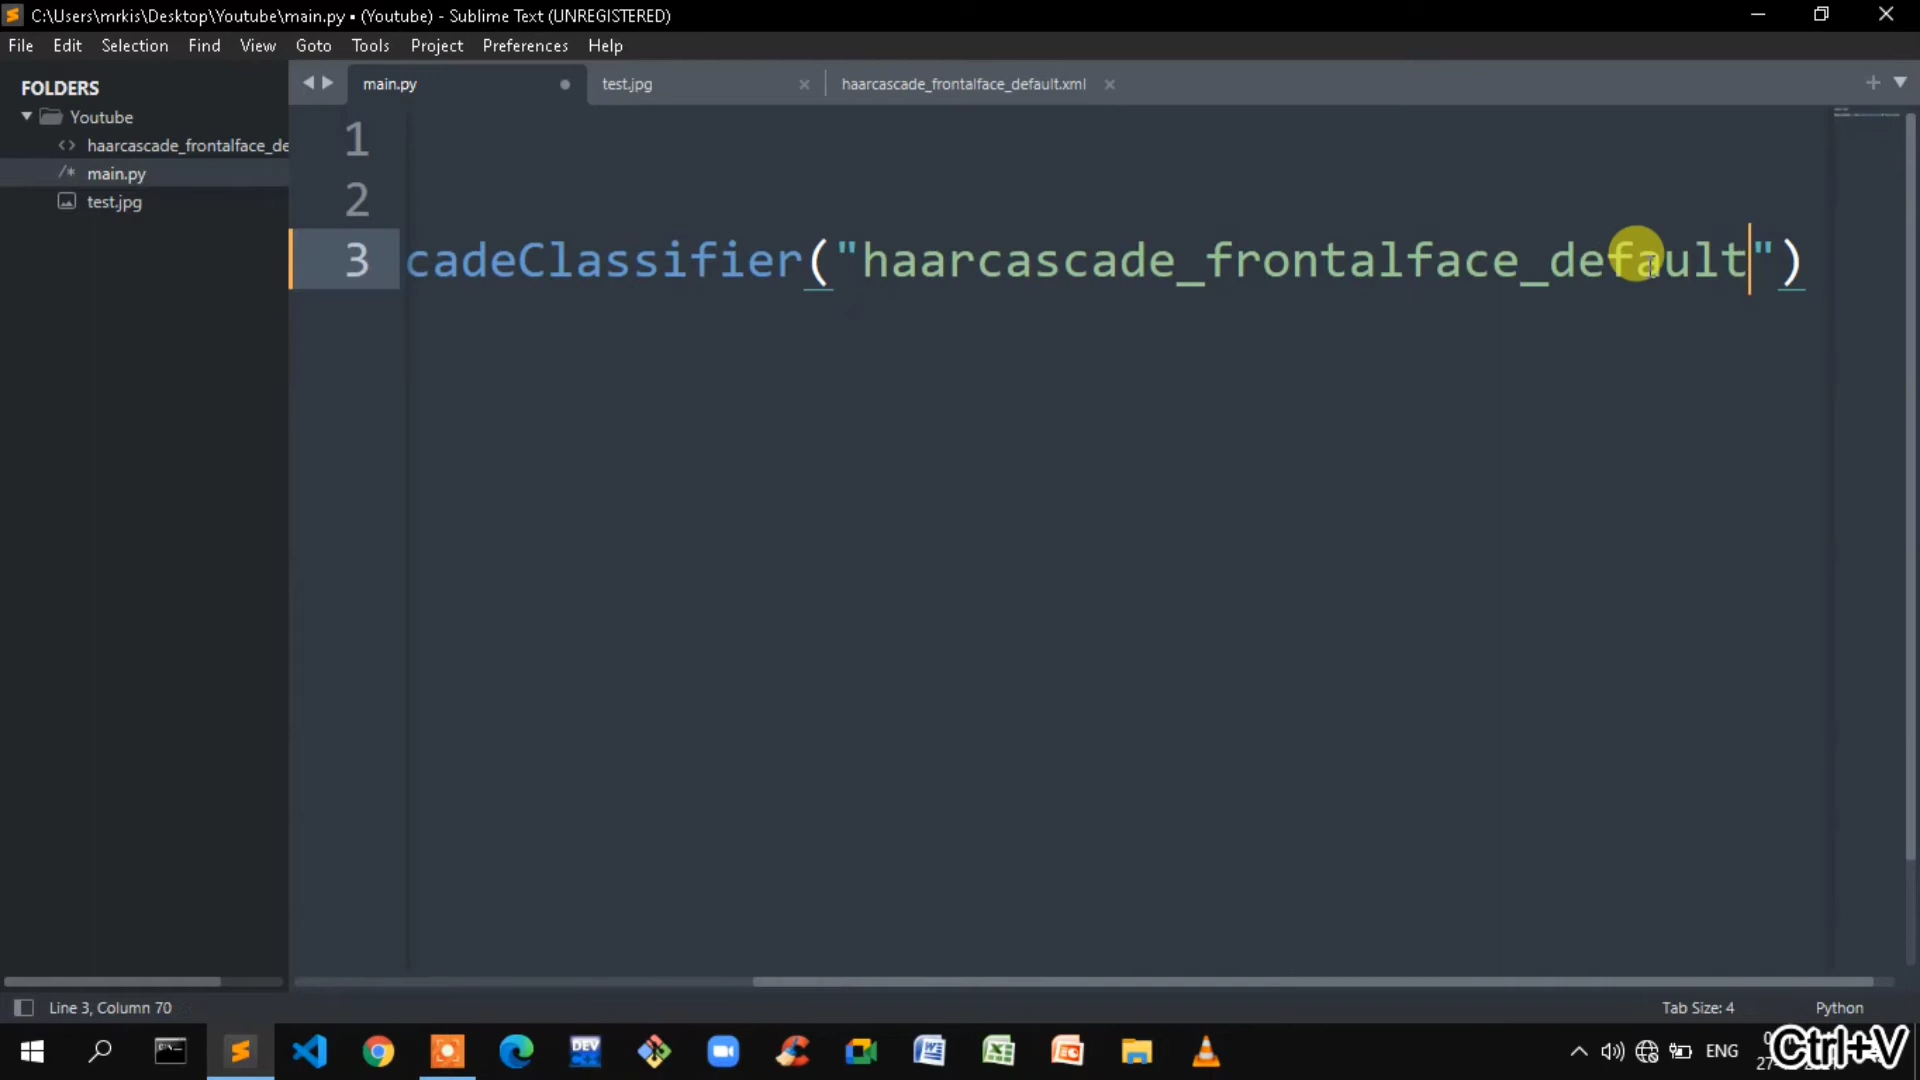 C:\Users\mrkis\Desktop\Youtube\main.py • (Youtube) - Sublime Text (UNREGISTERED)
File Edit Selection Find View Goto Tools Project Preferences Help
FOLDERS
Youtube
haarcascade_frontalface_de
main.py
test.jpg
main.py test.jpg haarcascade_frontalface_default.xml
1
2
3 cadeClassifier("haarcascade_frontalface_default")
Line 3, Column 70 Tab Size: 4 Python
DEV
ENG
Ctrl+V